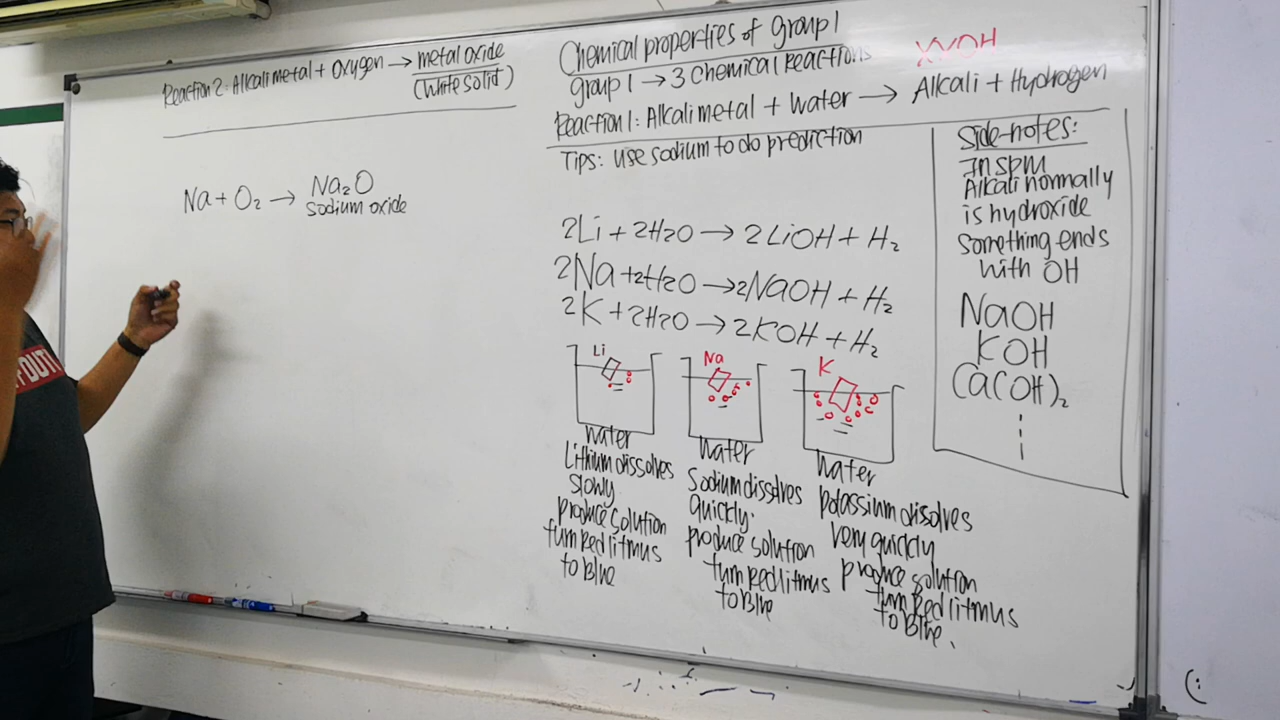 Reaction 2: Alkali metal + Oxygen → metal oxide
(White solid)
Na + O₂ → Na₂O
sodium oxide
Chemical properties of Group 1
Group 1 → 3 Chemical Reactions
XXOH
Reaction 1: Alkali metal + Water → Alkali + Hydrogen
Tips: use sodium to do prediction
2Li + 2H2O → 2LiOH + H₂
2Na + 2H2O → 2NaOH + H₂
2K + 2H2O → 2KOH + H₂
Li
Water
Lithium dissolves
slowly
produce solution
turn Red litmus
to Blue
Na
Water
Sodium dissolves
quickly.
produce solution
turn Red litmus
to Blue
K
Water
potassium disolves
very quickly
produce solution
turn Red litmus
to Blue.
Side-notes:
In spm
Alkali normally
is hydroxide
something ends
with OH
NaOH
KOH
Ca(OH)₂
OUT!
(: